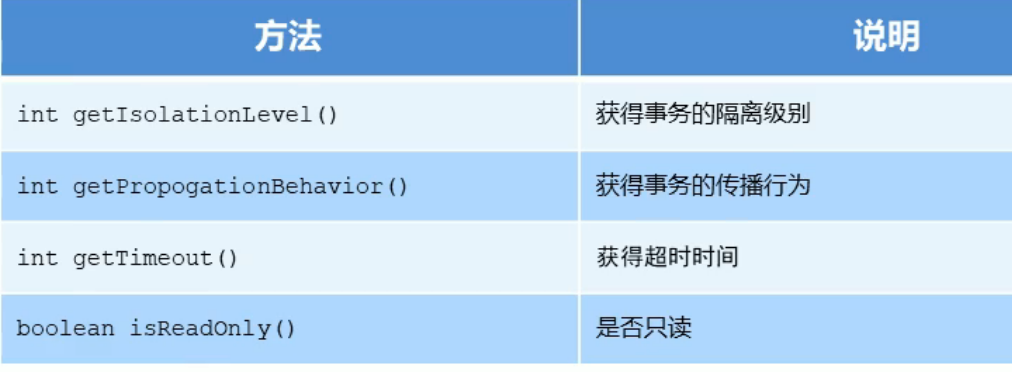 方法 说明
int getIsolationLevel() 获得事务的隔离级别
int getPropogationBehavior() 获得事务的传播行为
int getTimeout() 获得超时时间
boolean isReadOnly() 是否只读